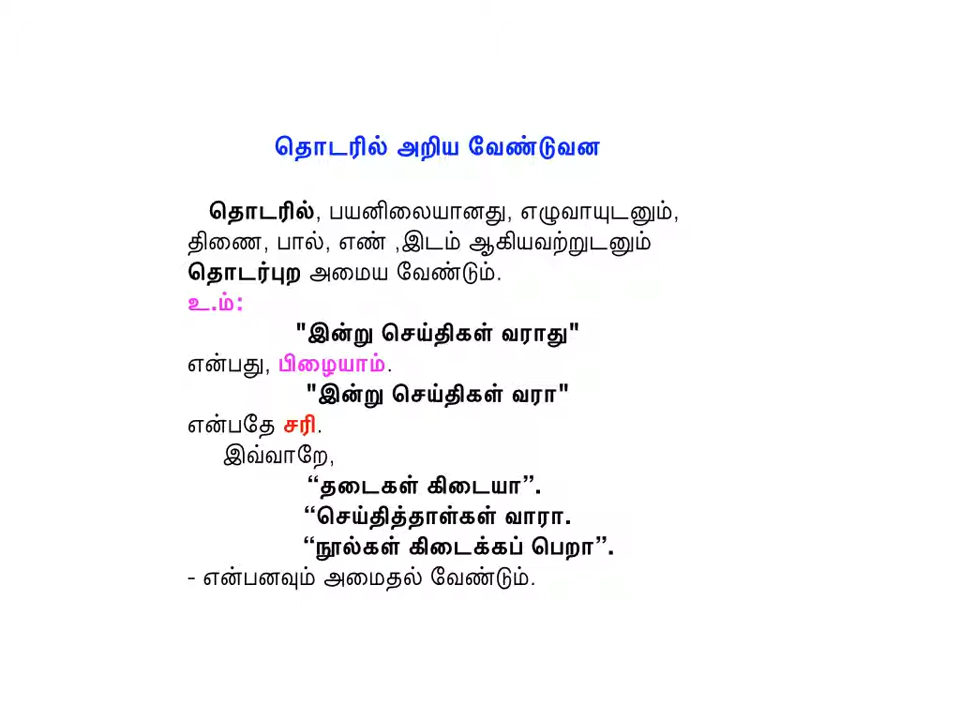 தொடரில் அறிய வேண்டுவன
தொடரில், பயனிலையானது, எழுவாயுடனும்,
திணை, பால், எண் ,இடம் ஆகியவற்றுடனும்
தொடர்புற அமைய வேண்டும்.
உ.ம்:
"இன்று செய்திகள் வராது"
என்பது, பிழையாம்.
"இன்று செய்திகள் வரா"
என்பதே சரி.
இவ்வாறே,
“தடைகள் கிடையா”.
“செய்தித்தாள்கள் வாரா.
“நூல்கள் கிடைக்கப் பெறா”.
- என்பனவும் அமைதல் வேண்டும்.